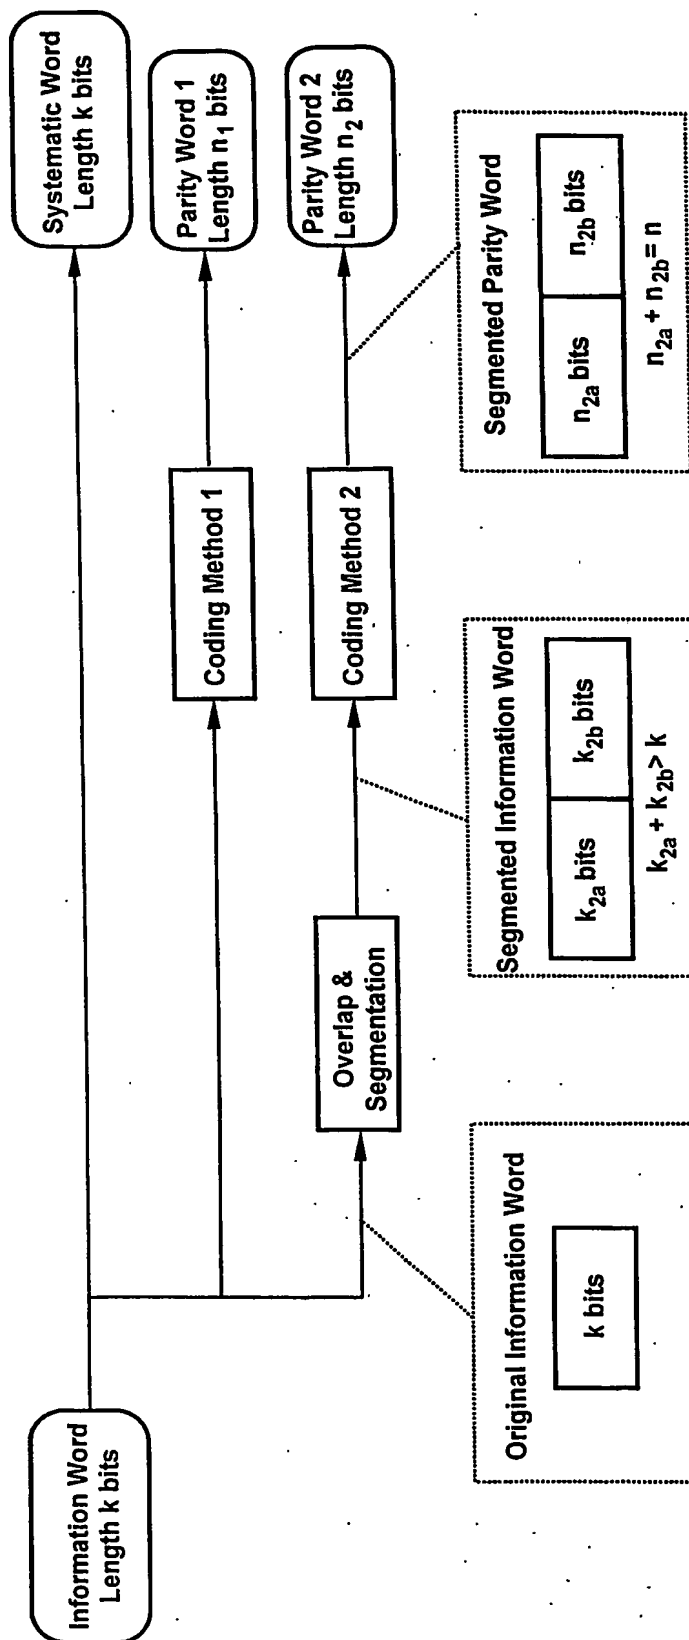 Information Word
Length k bits
Systematic Word
Length k bits
Coding Method 1
Parity Word 1
Length n₁ bits
Overlap &
Segmentation
Coding Method 2
Parity Word 2
Length n₂ bits
Original Information Word
k bits
Segmented Information Word
k₂ₐ bits
k₂b bits
k₂ₐ + k₂b > k
Segmented Parity Word
n₂ₐ bits
n₂b bits
n₂ₐ + n₂b = n